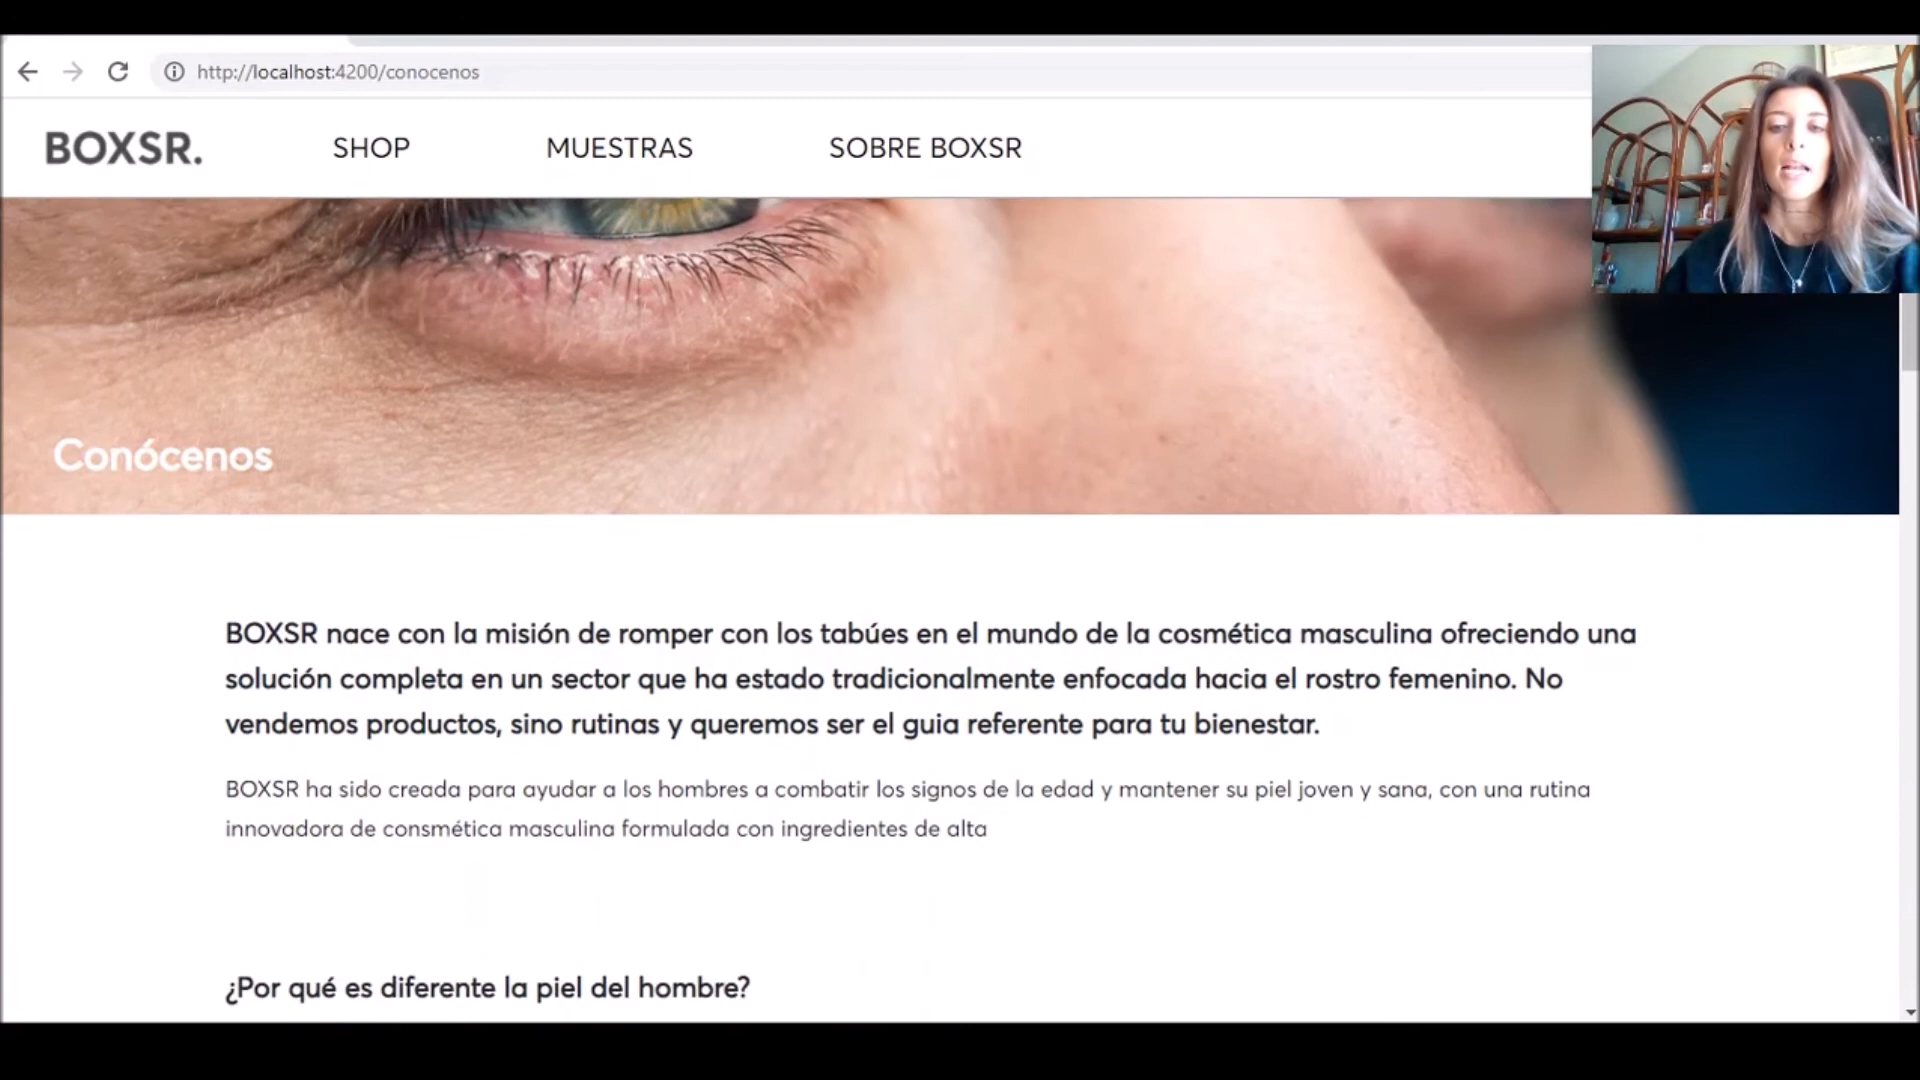 http://localhost:4200/conocenos
BOXSR. SHOP MUESTRAS SOBRE BOXSR
Conócenos
BOXSR nace con la misión de romper con los tabúes en el mundo de la cosmética masculina ofreciendo una
solución completa en un sector que ha estado tradicionalmente enfocada hacia el rostro femenino. No
vendemos productos, sino rutinas y queremos ser el guia referente para tu bienestar.
BOXSR ha sido creada para ayudar a los hombres a combatir los signos de la edad y mantener su piel joven y sana, con una rutina
innovadora de consmética masculina formulada con ingredientes de alta
¿Por qué es diferente la piel del hombre?